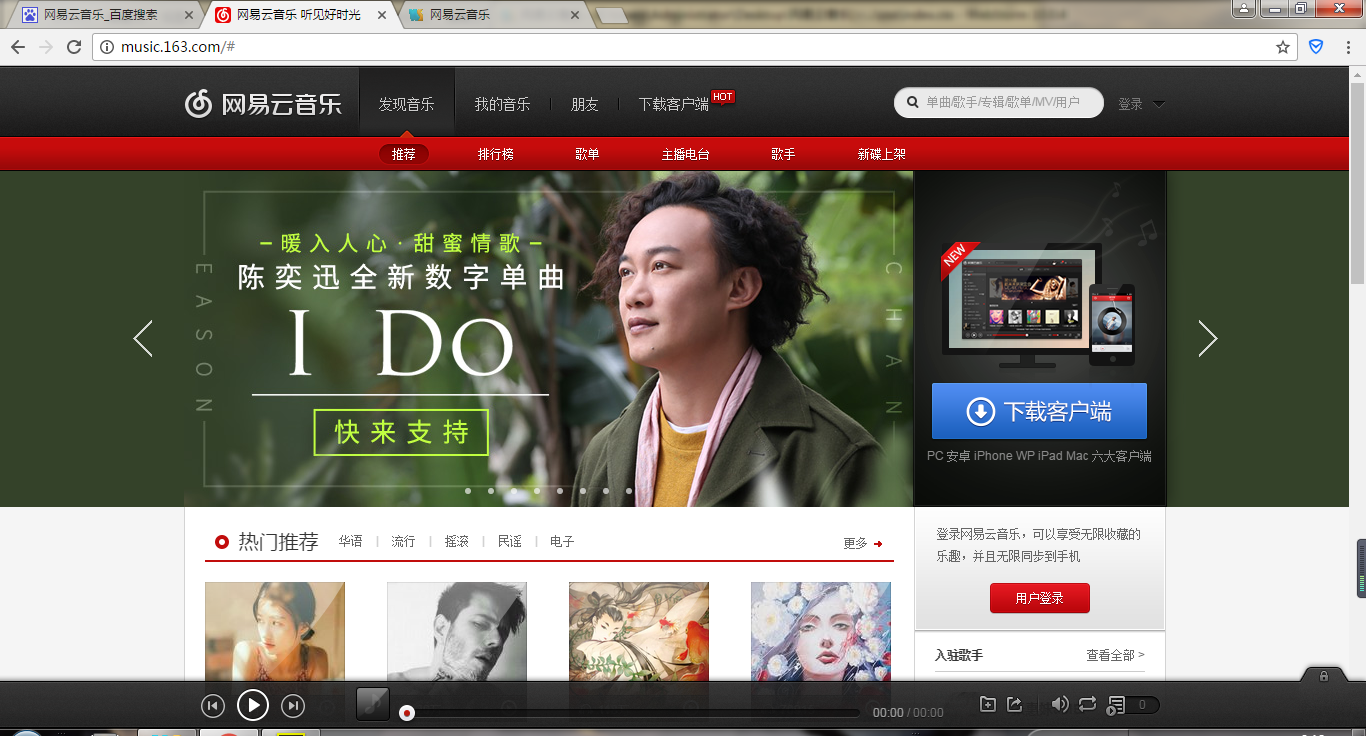 网易云音乐_百度搜索
网易云音乐 听见好时光
网易云音乐
music.163.com/#
网易云音乐
发现音乐
我的音乐
朋友
下载客户端
HOT
单曲/歌手/专辑/歌单/MV/用户
登录
推荐
排行榜
歌单
主播电台
歌手
新碟上架
EASON
暖入人心·甜蜜情歌
陈奕迅全新数字单曲
I DO
快来支持
CHAN
NEW
下载客户端
PC 安卓 iPhone WP iPad Mac 六大客户端
热门推荐
华语
流行
摇滚
民谣
电子
更多
登录网易云音乐，可以享受无限收藏的
乐趣，并且无限同步到手机
用户登录
入驻歌手
查看全部 >
00:00 / 00:00
0